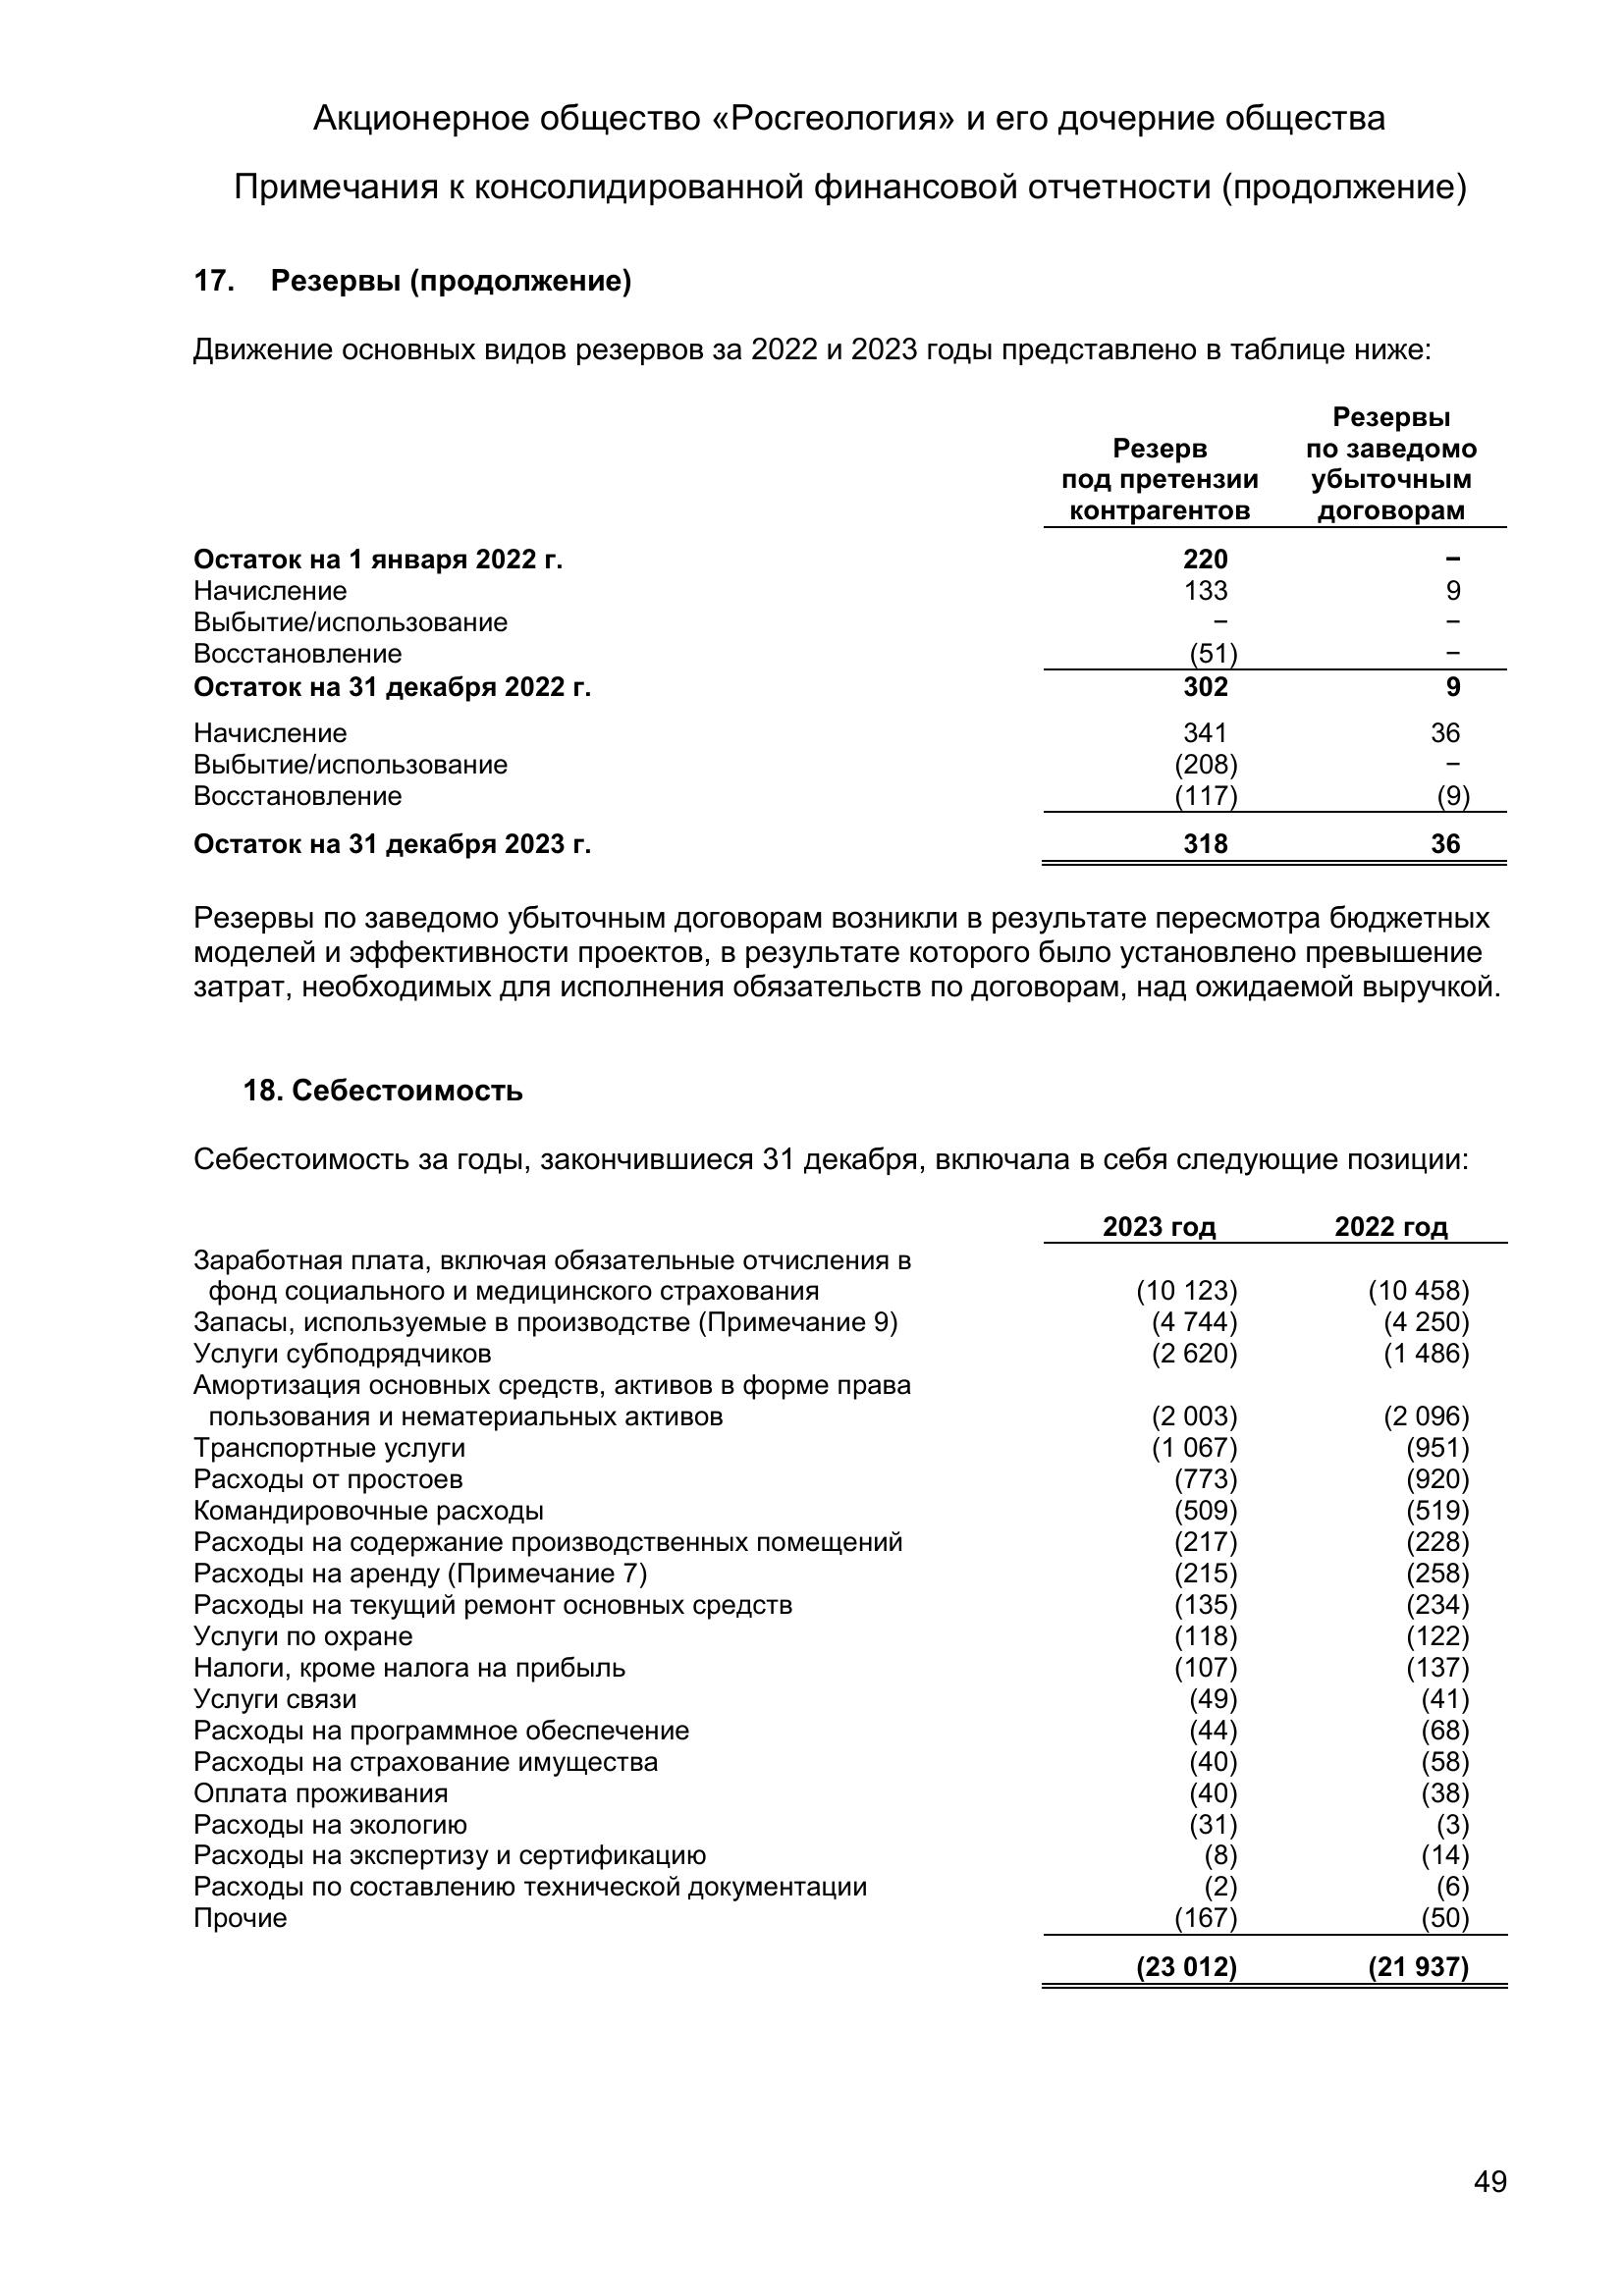 Акционерное общество «Росгеология» и его дочерние общества
Примечания к консолидированной финансовой отчетности (продолжение)
17. Резервы (продолжение)
Движение основных видов резервов за 2022 и 2023 годы представлено в таблице ниже:
Резерв под претензии контрагентов
Резервы по заведомо убыточным договорам
Остаток на 1 января 2022 г. 220 –
Начисление 133 9
Выбытие/использование – –
Восстановление (51) –
Остаток на 31 декабря 2022 г. 302 9
Начисление 341 36
Выбытие/использование (208) –
Восстановление (117) (9)
Остаток на 31 декабря 2023 г. 318 36
Резервы по заведомо убыточным договорам возникли в результате пересмотра бюджетных
моделей и эффективности проектов, в результате которого было установлено превышение
затрат, необходимых для исполнения обязательств по договорам, над ожидаемой выручкой.
18. Себестоимость
Себестоимость за годы, закончившиеся 31 декабря, включала в себя следующие позиции:
2023 год 2022 год
Заработная плата, включая обязательные отчисления в
фонд социального и медицинского страхования (10 123) (10 458)
Запасы, используемые в производстве (Примечание 9) (4 744) (4 250)
Услуги субподрядчиков (2 620) (1 486)
Амортизация основных средств, активов в форме права
пользования и нематериальных активов (2 003) (2 096)
Транспортные услуги (1 067) (951)
Расходы от простоев (773) (920)
Командировочные расходы (509) (519)
Расходы на содержание производственных помещений (217) (228)
Расходы на аренду (Примечание 7) (215) (258)
Расходы на текущий ремонт основных средств (135) (234)
Услуги по охране (118) (122)
Налоги, кроме налога на прибыль (107) (137)
Услуги связи (49) (41)
Расходы на программное обеспечение (44) (68)
Расходы на страхование имущества (40) (58)
Оплата проживания (40) (38)
Расходы на экологию (31) (3)
Расходы на экспертизу и сертификацию (8) (14)
Расходы по составлению технической документации (2) (6)
Прочие (167) (50)
(23 012) (21 937)
49